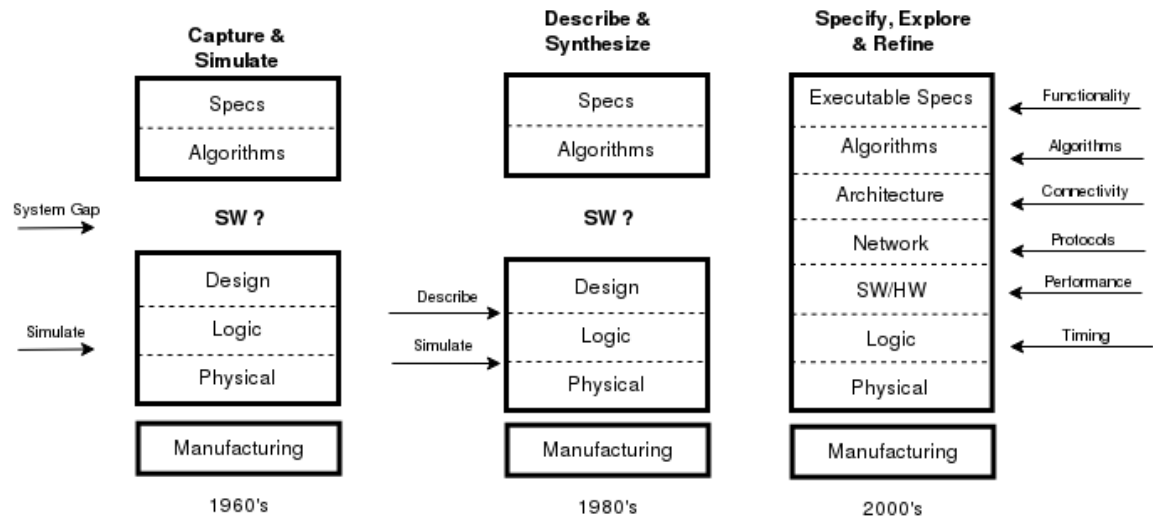 Capture &
Simulate
Specs
Algorithms
System Gap
SW ?
Design
Simulate
Logic
Physical
Manufacturing
1960's
Describe &
Synthesize
Specs
Algorithms
SW ?
Describe
Design
Simulate
Logic
Physical
Manufacturing
1980's
Specify, Explore
& Refine
Executable Specs
Functionality
Algorithms
Algorithms
Architecture
Connectivity
Network
Protocols
SW/HW
Performance
Logic
Timing
Physical
Manufacturing
2000's